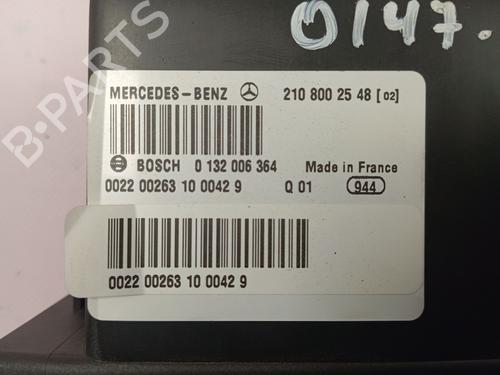 0147.
B-PARTS
MERCEDES-BENZ 210 800 25 48 [02]
BOSCH 0 132 006 364 Made in France
0022 00263 10 0042 9 Q 01 944
0022 00263 10 0042 9